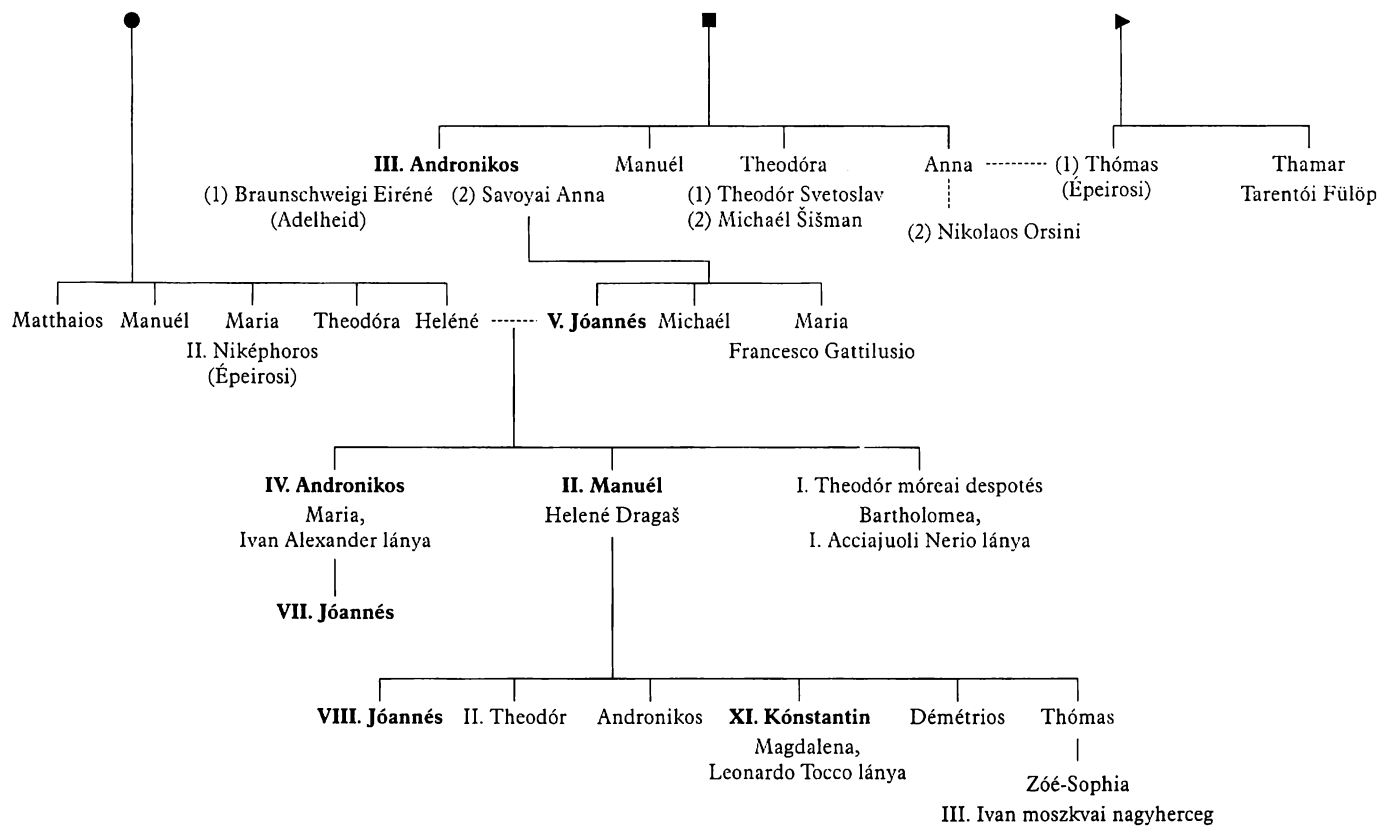 III. Andronikos Manuél Theodóra Anna (1) Thómas Thamar
(1) Braunschweigi Eiréné (2) Savoyai Anna (1) Theodór Svetoslav (Épeirosi) Tarentói Fülöp
(Adelheid) (2) Michaél Šišman (2) Nikolaos Orsini
Matthaios Manuél Maria Theodóra Heléné V. Jóannés Michaél Maria
II. Niképhoros Francesco Gattilusio
(Épeirosi)
IV. Andronikos II. Manuél I. Theodór mórcai despotés
Maria, Helené Dragaš Bartholomea,
Ivan Alexander lánya I. Acciajuoli Nerio lánya
VII. Jóannés
VIII. Jóannés II. Theodór Andronikos XI. Kónstantin Démétrios Thómas
Magdalena,
Leonardo Tocco lánya
Zóé-Sophia
III. Ivan moszkvai nagyherceg